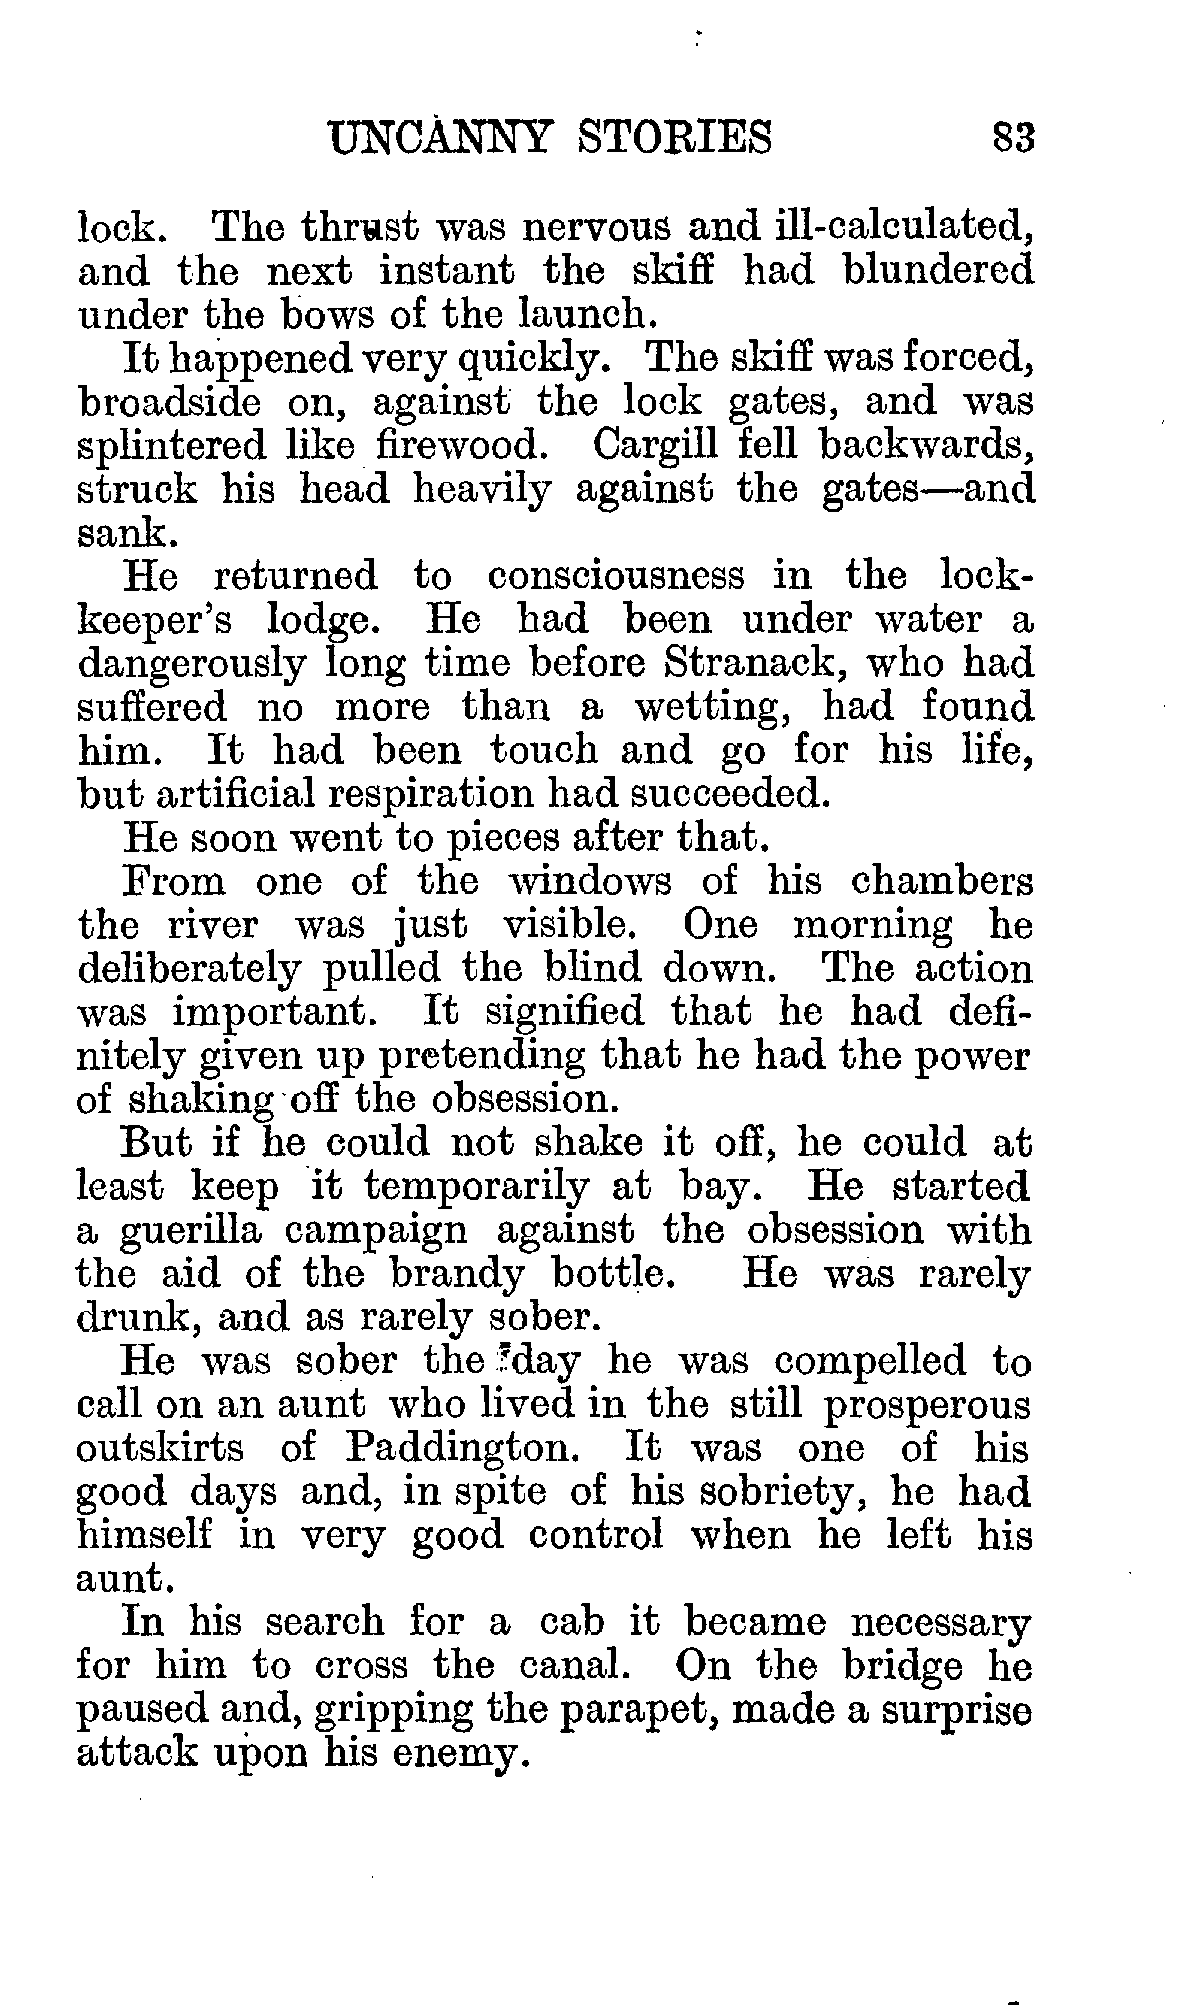 UNCANNY STORIES 83
lock. The thrust was nervous and ill-calculated,
and the next instant the skiff had blundered
under the bows of the launch.
It happened very quickly. The skiff was forced,
broadside on, against the lock gates, and was
splintered like firewood. Cargill fell backwards,
struck his head heavily against the gates—and
sank.
He returned to consciousness in the lock-
keeper's lodge. He had been under water a
dangerously long time before Stranack, who had
suffered no more than a wetting, had found
him. It had been touch and go for his life,
but artificial respiration had succeeded.
He soon went to pieces after that.
From one of the windows of his chambers
the river was just visible. One morning he
deliberately pulled the blind down. The action
was important. It signified that he had defi-
nitely given up pretending that he had the power
of shaking off the obsession.
But if he could not shake it off, he could at
least keep it temporarily at bay. He started
a guerilla campaign against the obsession with
the aid of the brandy bottle. He was rarely
drunk, and as rarely sober.
He was sober the day he was compelled to
call on an aunt who lived in the still prosperous
outskirts of Paddington. It was one of his
good days and, in spite of his sobriety, he had
himself in very good control when he left his
aunt.
In his search for a cab it became necessary
for him to cross the canal. On the bridge he
paused and, gripping the parapet, made a surprise
attack upon his enemy.